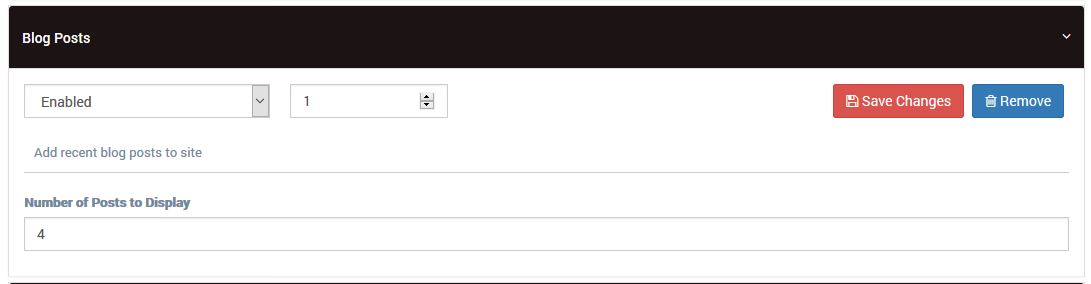 Blog Posts
Enabled 1 Save Changes Remove
Add recent blog posts to site
Number of Posts to Display
4